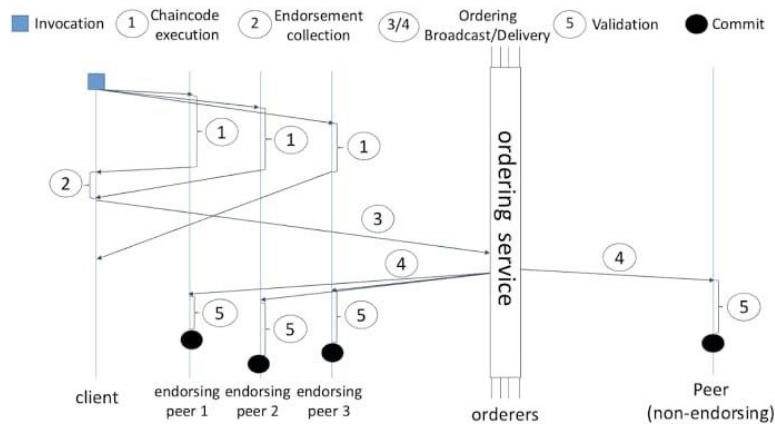 Invocation
1 Chaincode execution
2 Endorsement collection
3/4 Ordering Broadcast/Delivery
5 Validation
Commit
1
1
1
2
3
4
4
5
5
5
5
ordering service
client
endorsing peer 1
endorsing peer 2
endorsing peer 3
orderers
Peer
(non-endorsing)